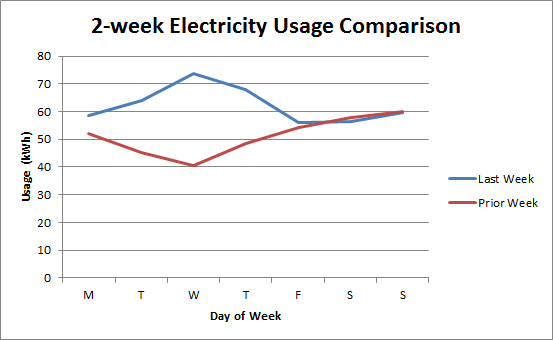 2-week Electricity Usage Comparison
80
70
60
50
40
30
20
10
0
Usage (kWh)
M T W T F S S
Day of Week
Last Week
Prior Week